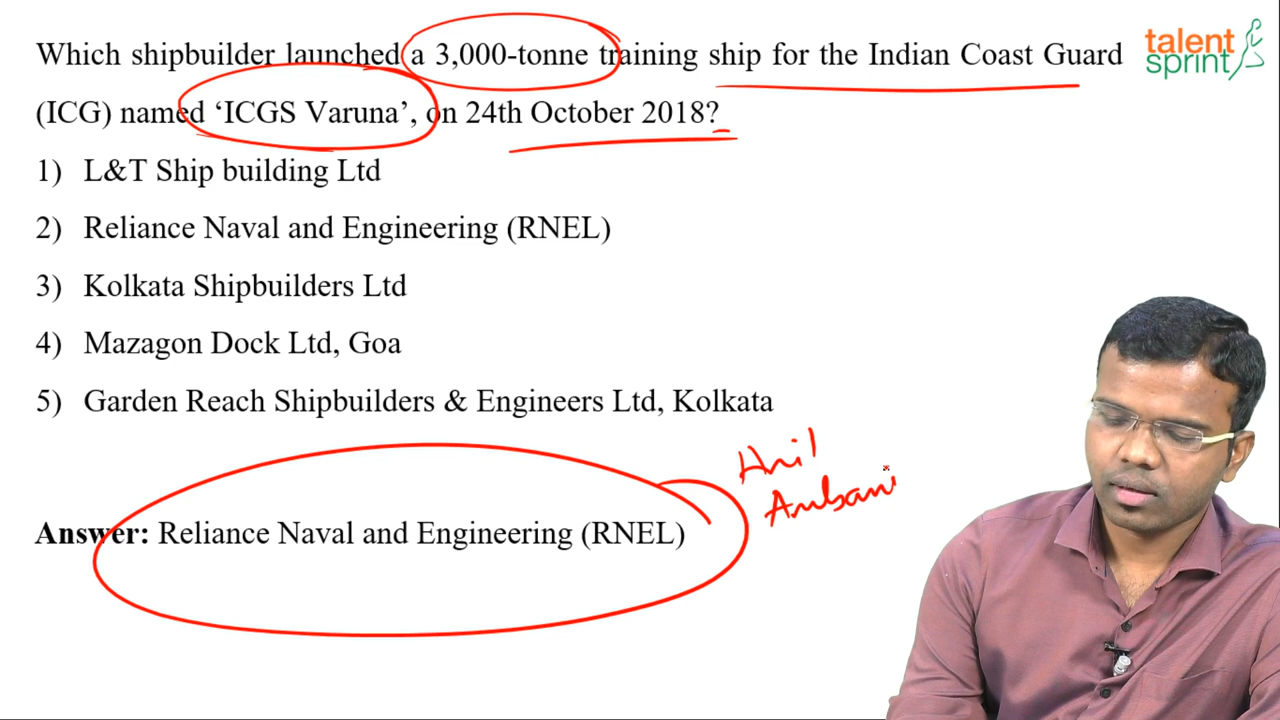 Which shipbuilder launched a 3,000-tonne training ship for the Indian Coast Guard
(ICG) named ‘ICGS Varuna’, on 24th October 2018?
1) L&T Ship building Ltd
2) Reliance Naval and Engineering (RNEL)
3) Kolkata Shipbuilders Ltd
4) Mazagon Dock Ltd, Goa
5) Garden Reach Shipbuilders & Engineers Ltd, Kolkata
Answer: Reliance Naval and Engineering (RNEL)
Anil
Ambani
talent
sprint